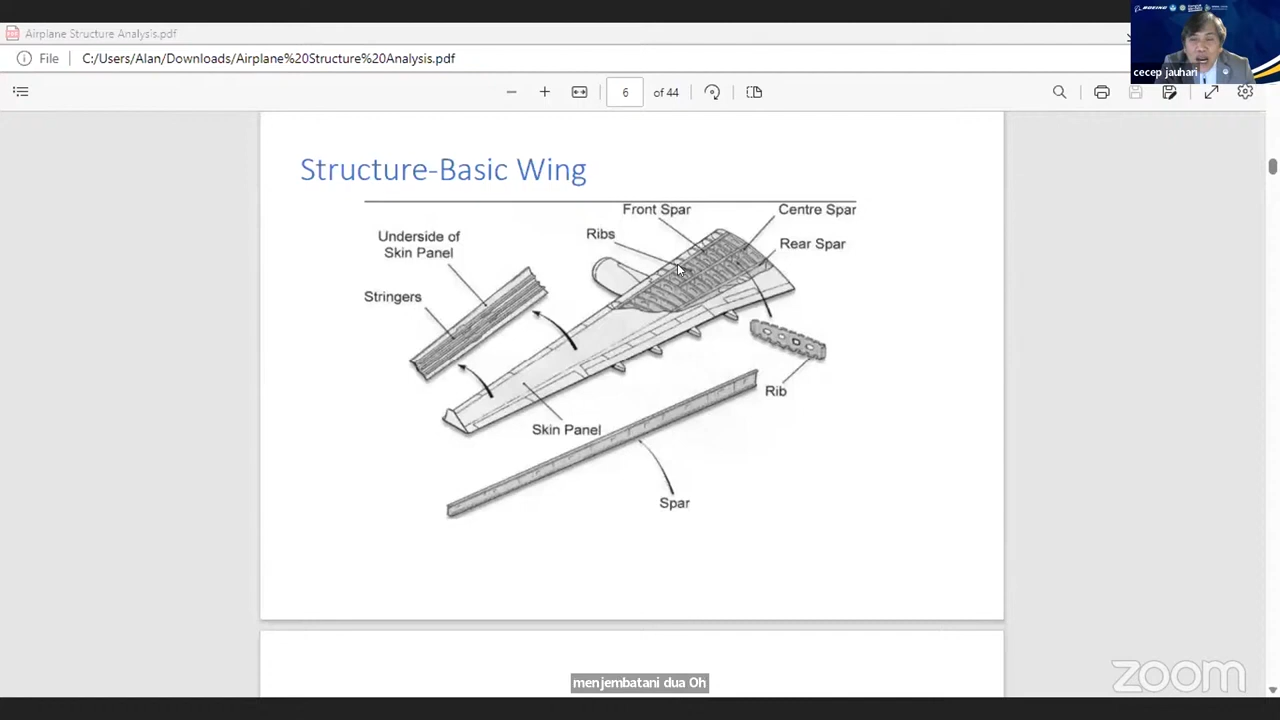 Airplane Structure Analysis.pdf
File
C:/Users/Alan/Downloads/Airplane%20Structure%20Analysis.pdf
6 of 44
BOEING
cecep jauhari
Structure-Basic Wing
Front Spar
Centre Spar
Ribs
Rear Spar
Underside of
Skin Panel
Stringers
Rib
Skin Panel
Spar
menjembatani dua Oh
zoom